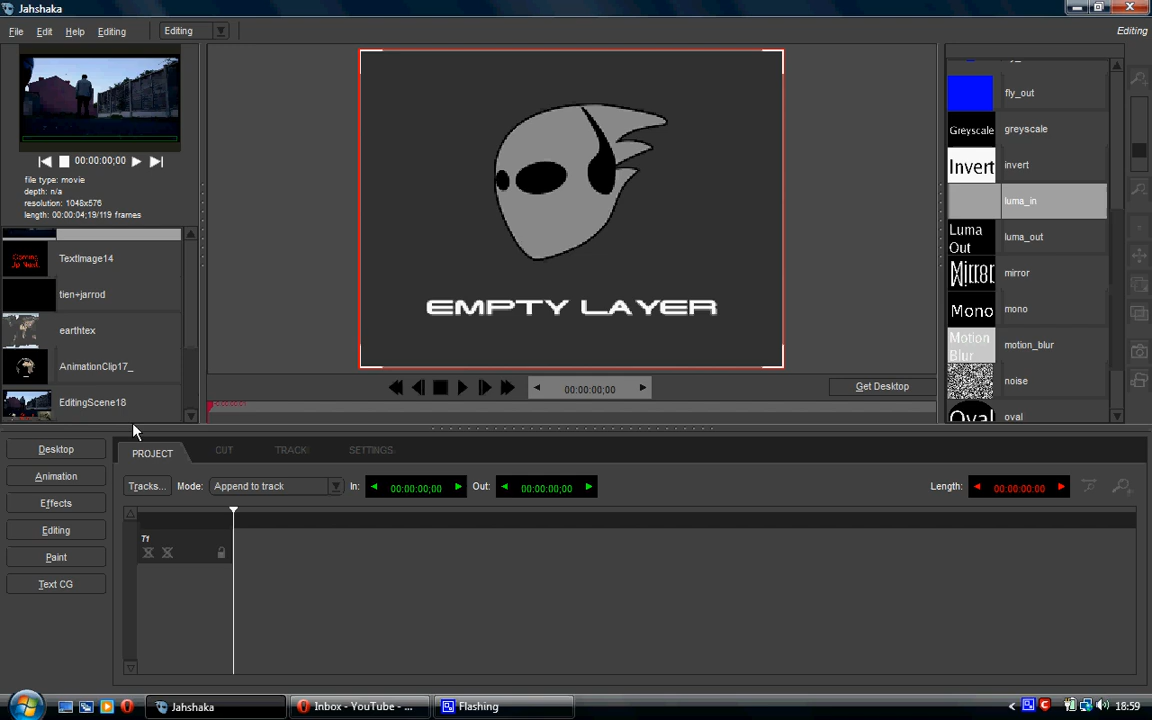 Jahshaka
File Edit Help Editing Editing Editing
00:00:00;00
file type: movie
depth: n/a
resolution: 1048x576
length: 00:00:04;19/119 frames
TextImage14
tien+jarrod
earthtex
AnimationClip17_
EditingScene18
EMPTY LAYER
00:00:00;00
Get Desktop
fly_out
Greyscale greyscale
Invert invert
luma_in
Luma Out luma_out
Mirror mirror
Mono mono
Motion Blur motion_blur
noise
Oval oval
Desktop
Animation
Effects
Editing
Paint
Text CG
PROJECT CUT TRACK SETTINGS
Tracks... Mode: Append to track In: 00:00:00;00 Out: 00:00:00;00 Length: 00:00:00:00
T1
Jahshaka Inbox - YouTube - ... Flashing 18:59